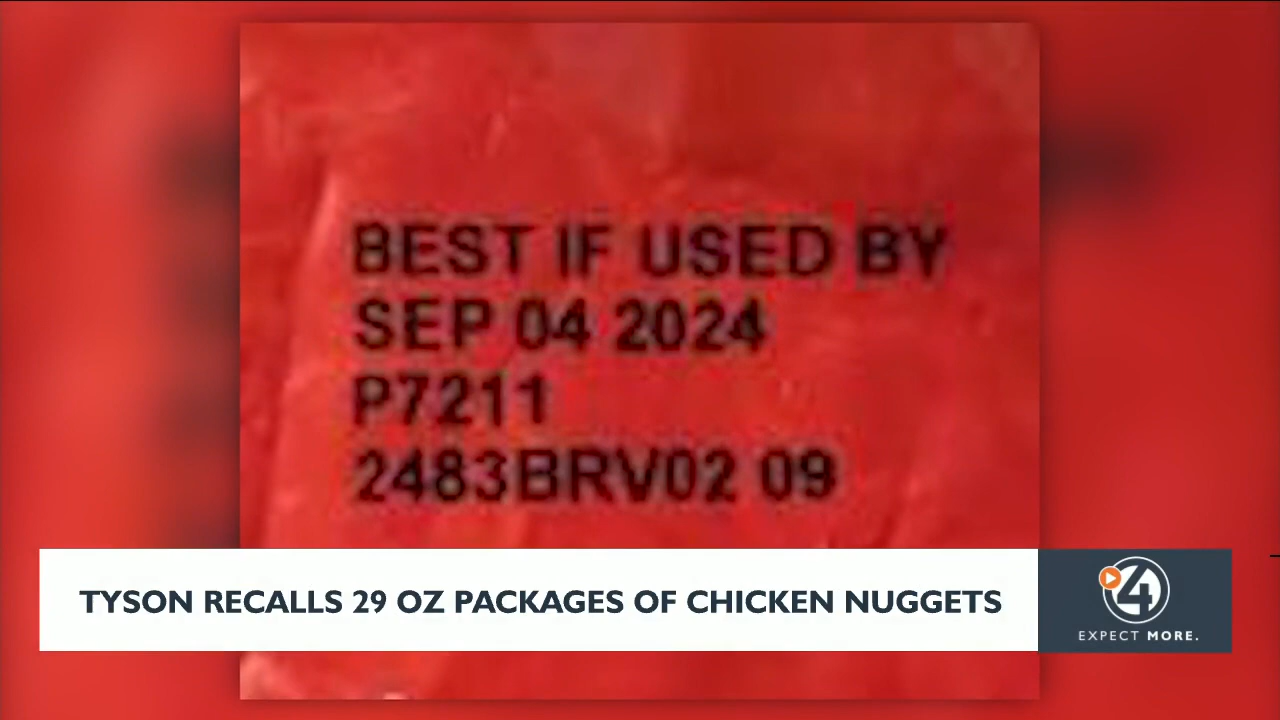 BEST IF USED BY
SEP 04 2024
P7211
2483BRV02 09
TYSON RECALLS 29 OZ PACKAGES OF CHICKEN NUGGETS
4
EXPECT MORE.